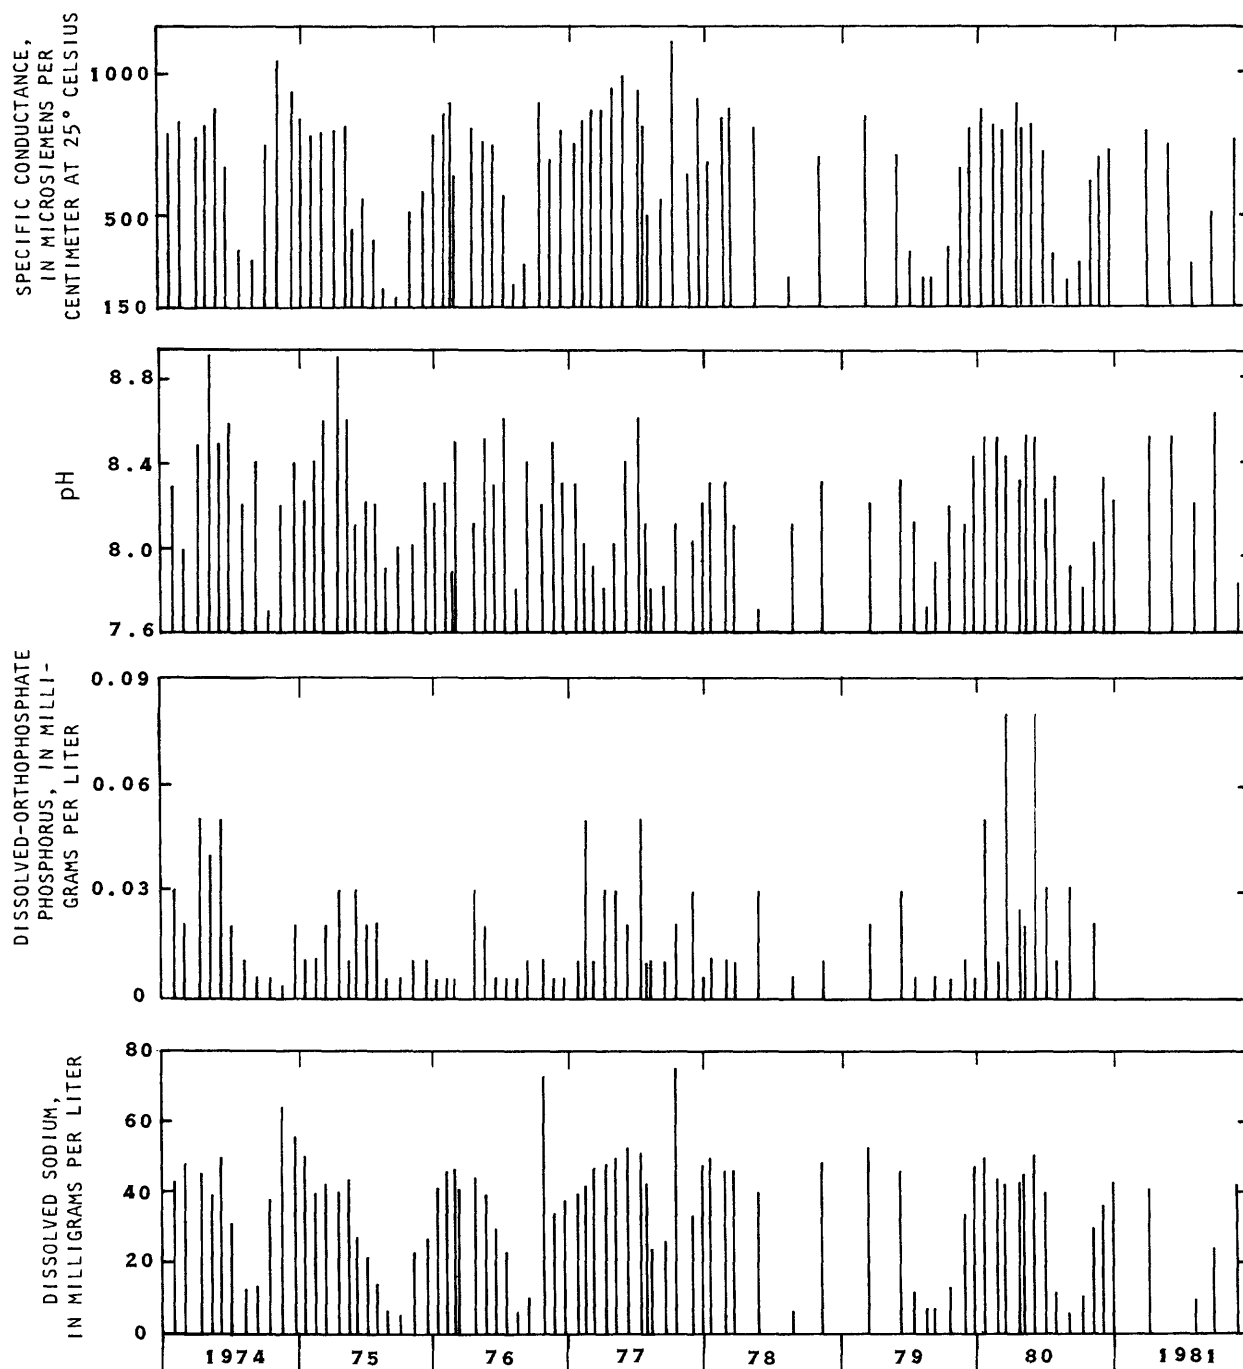 SPECIFIC CONDUCTANCE,
IN MICROSIEMENS PER
CENTIMETER AT 25° CELSIUS
1000
500
150
pH
8.8
8.4
8.0
7.6
DISSOLVED-ORTHOPHOSPHATE
PHOSPHORUS, IN MILLI-
GRAMS PER LITER
0.09
0.06
0.03
0
DISSOLVED SODIUM,
IN MILLIGRAMS PER LITER
80
60
40
20
0
1974 75 76 77 78 79 80 1981